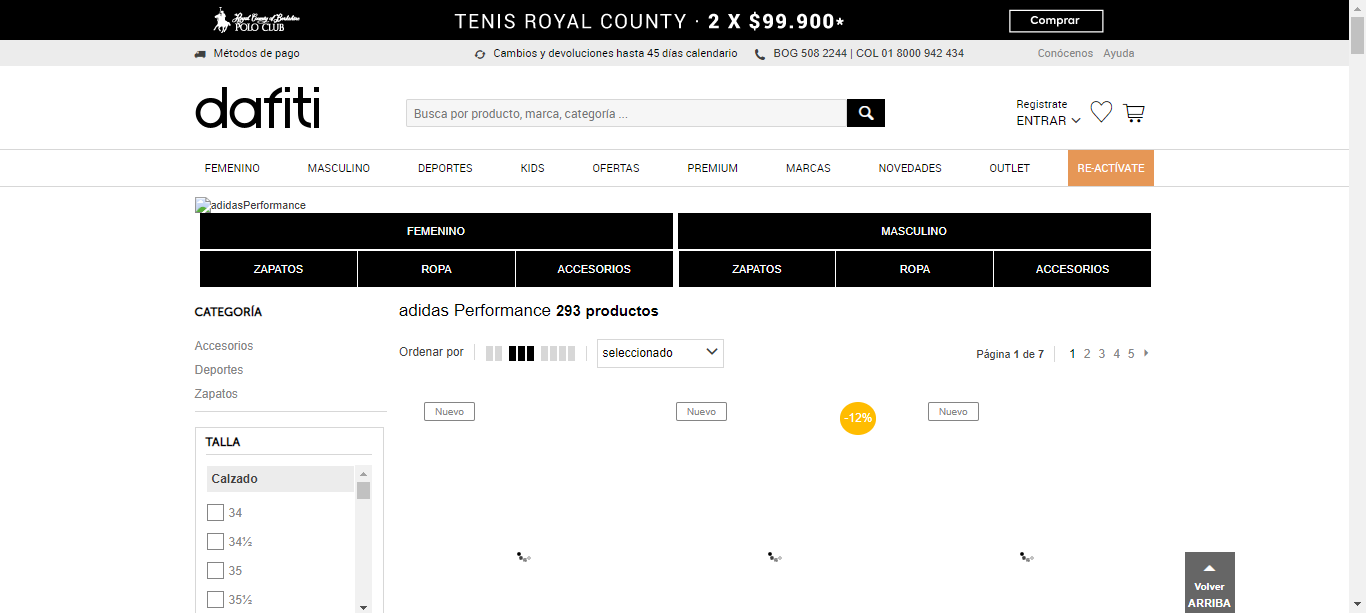 Royal County of Berkshire
POLO CLUB
TENIS ROYAL COUNTY · 2 X $99.900*
Comprar
Métodos de pago
Cambios y devoluciones hasta 45 días calendario
BOG 508 2244 | COL 01 8000 942 434
Conócenos Ayuda
dafiti
Busca por producto, marca, categoría ...
Registrate
ENTRAR
FEMENINO MASCULINO DEPORTES KIDS OFERTAS PREMIUM MARCAS NOVEDADES OUTLET RE-ACTÍVATE
adidasPerformance
FEMENINO MASCULINO
ZAPATOS ROPA ACCESORIOS ZAPATOS ROPA ACCESORIOS
CATEGORÍA
Accesorios
Deportes
Zapatos
adidas Performance 293 productos
Ordenar por
seleccionado
Página 1 de 7
1 2 3 4 5
Nuevo Nuevo -12% Nuevo
TALLA
Calzado
34
34½
35
35½
Volver
ARRIBA